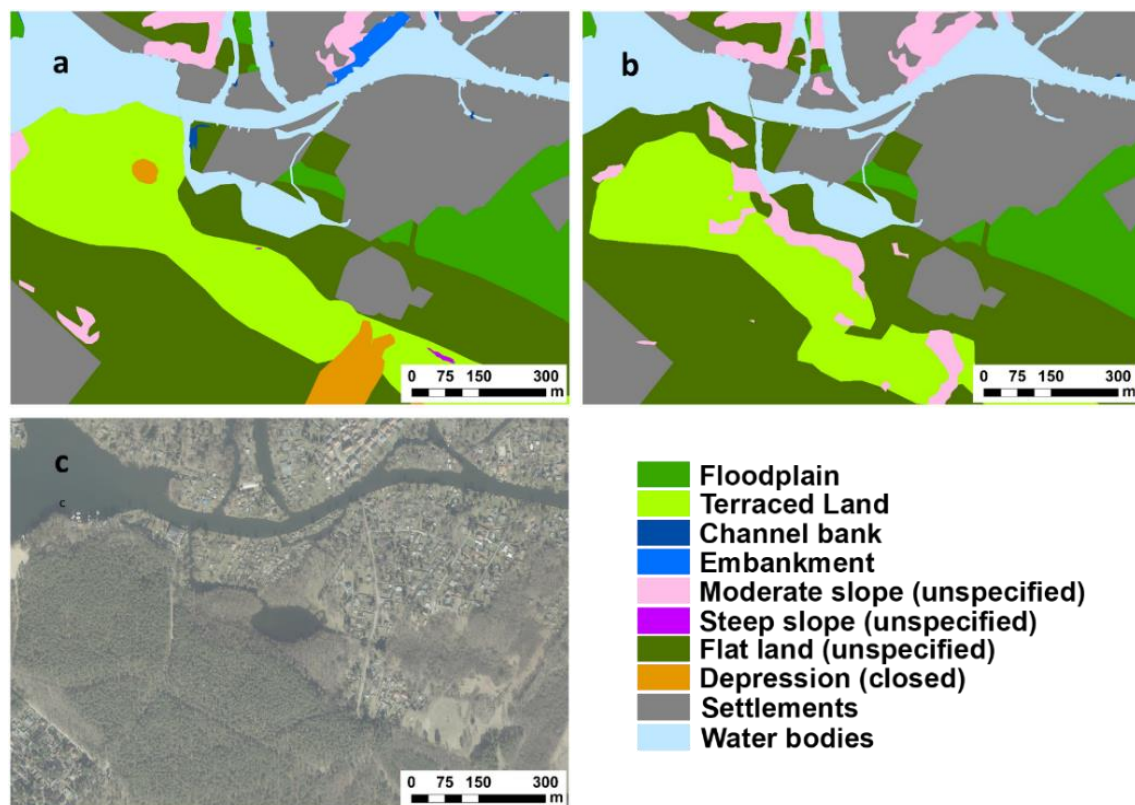 a
b
0 75 150 300
m
0 75 150 300
m
c
c
0 75 150 300
m
Floodplain
Terraced Land
Channel bank
Embankment
Moderate slope (unspecified)
Steep slope (unspecified)
Flat land (unspecified)
Depression (closed)
Settlements
Water bodies